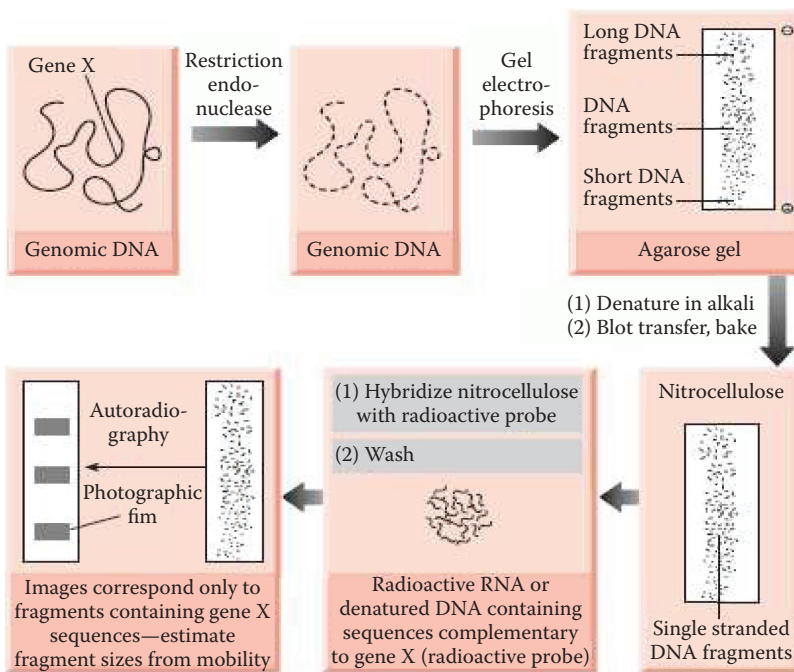 Gene X
Genomic DNA
Restriction
endo-
nuclease
Genomic DNA
Gel
electro-
phoresis
Long DNA
fragments
DNA
fragments
Short DNA
fragments
Agarose gel
(1) Denature in alkali
(2) Blot transfer, bake
Nitrocellulose
Single stranded
DNA fragments
(1) Hybridize nitrocellulose
with radioactive probe
(2) Wash
Radioactive RNA or
denatured DNA containing
sequences complementary
to gene X (radioactive probe)
Autoradio-
graphy
Photographic
fim
Images correspond only to
fragments containing gene X
sequences—estimate
fragment sizes from mobility